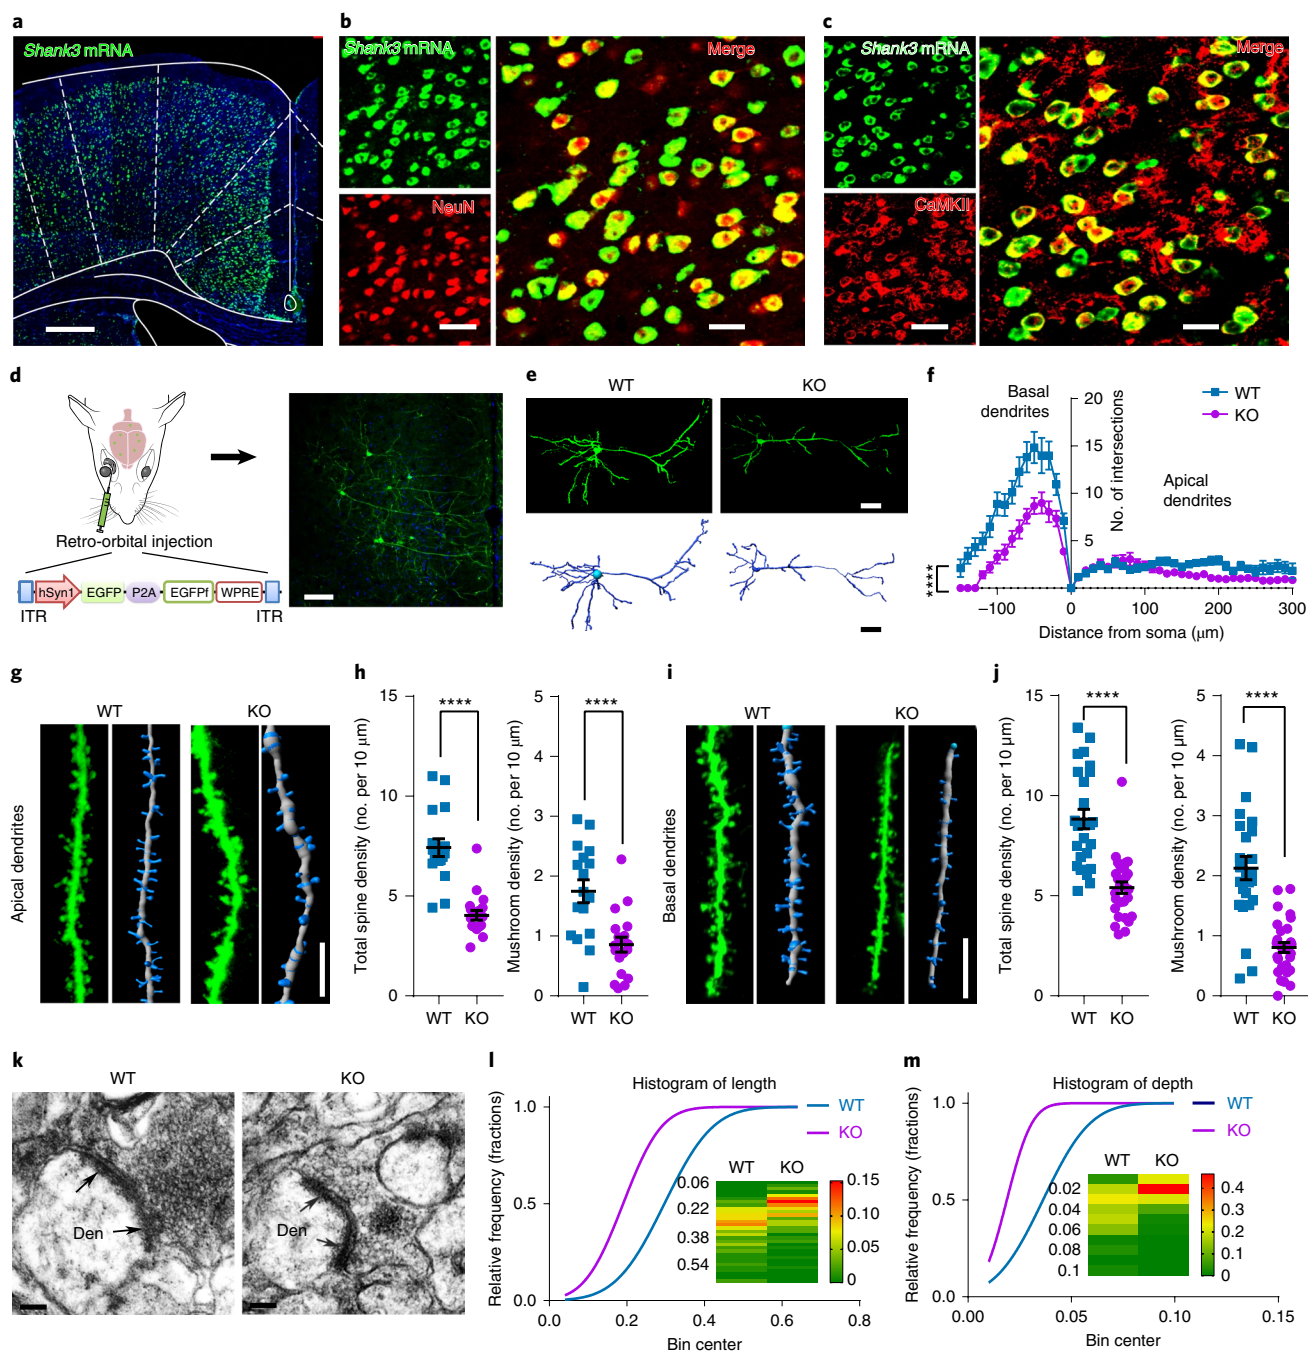 a
Shank3 mRNA
b
Shank3 mRNA
Merge
NeuN
c
Shank3 mRNA
Merge
CaMKII
d
Retro-orbital injection
hSyn1
EGFP
P2A
EGFPf
WPRE
ITR
ITR
e
WT
KO
f
Basal
dendrites
WT
KO
Apical
dendrites
No. of intersections
20
15
10
5
****
−100
0
100
200
300
Distance from soma (μm)
g
WT
KO
Apical dendrites
h
Total spine density (no. per 10 μm)
15
10
5
0
****
WT
KO
Mushroom density (no. per 10 μm)
5
4
3
2
1
0
****
WT
KO
i
WT
KO
Basal dendrites
j
Total spine density (no. per 10 μm)
15
10
5
0
****
WT
KO
Mushroom density (no. per 10 μm)
5
4
3
2
1
0
****
WT
KO
k
WT
KO
Den
Den
l
Histogram of length
Relative frequency (fractions)
1.0
0.5
0.0
WT
KO
WT
KO
0.06
0.22
0.38
0.54
0.15
0.10
0.05
0
0.0
0.2
0.4
0.6
0.8
Bin center
m
Histogram of depth
Relative frequency (fractions)
1.0
0.5
0.0
WT
KO
WT
KO
0.02
0.04
0.06
0.08
0.1
0.4
0.3
0.2
0.1
0
0.00
0.05
0.10
0.15
Bin center